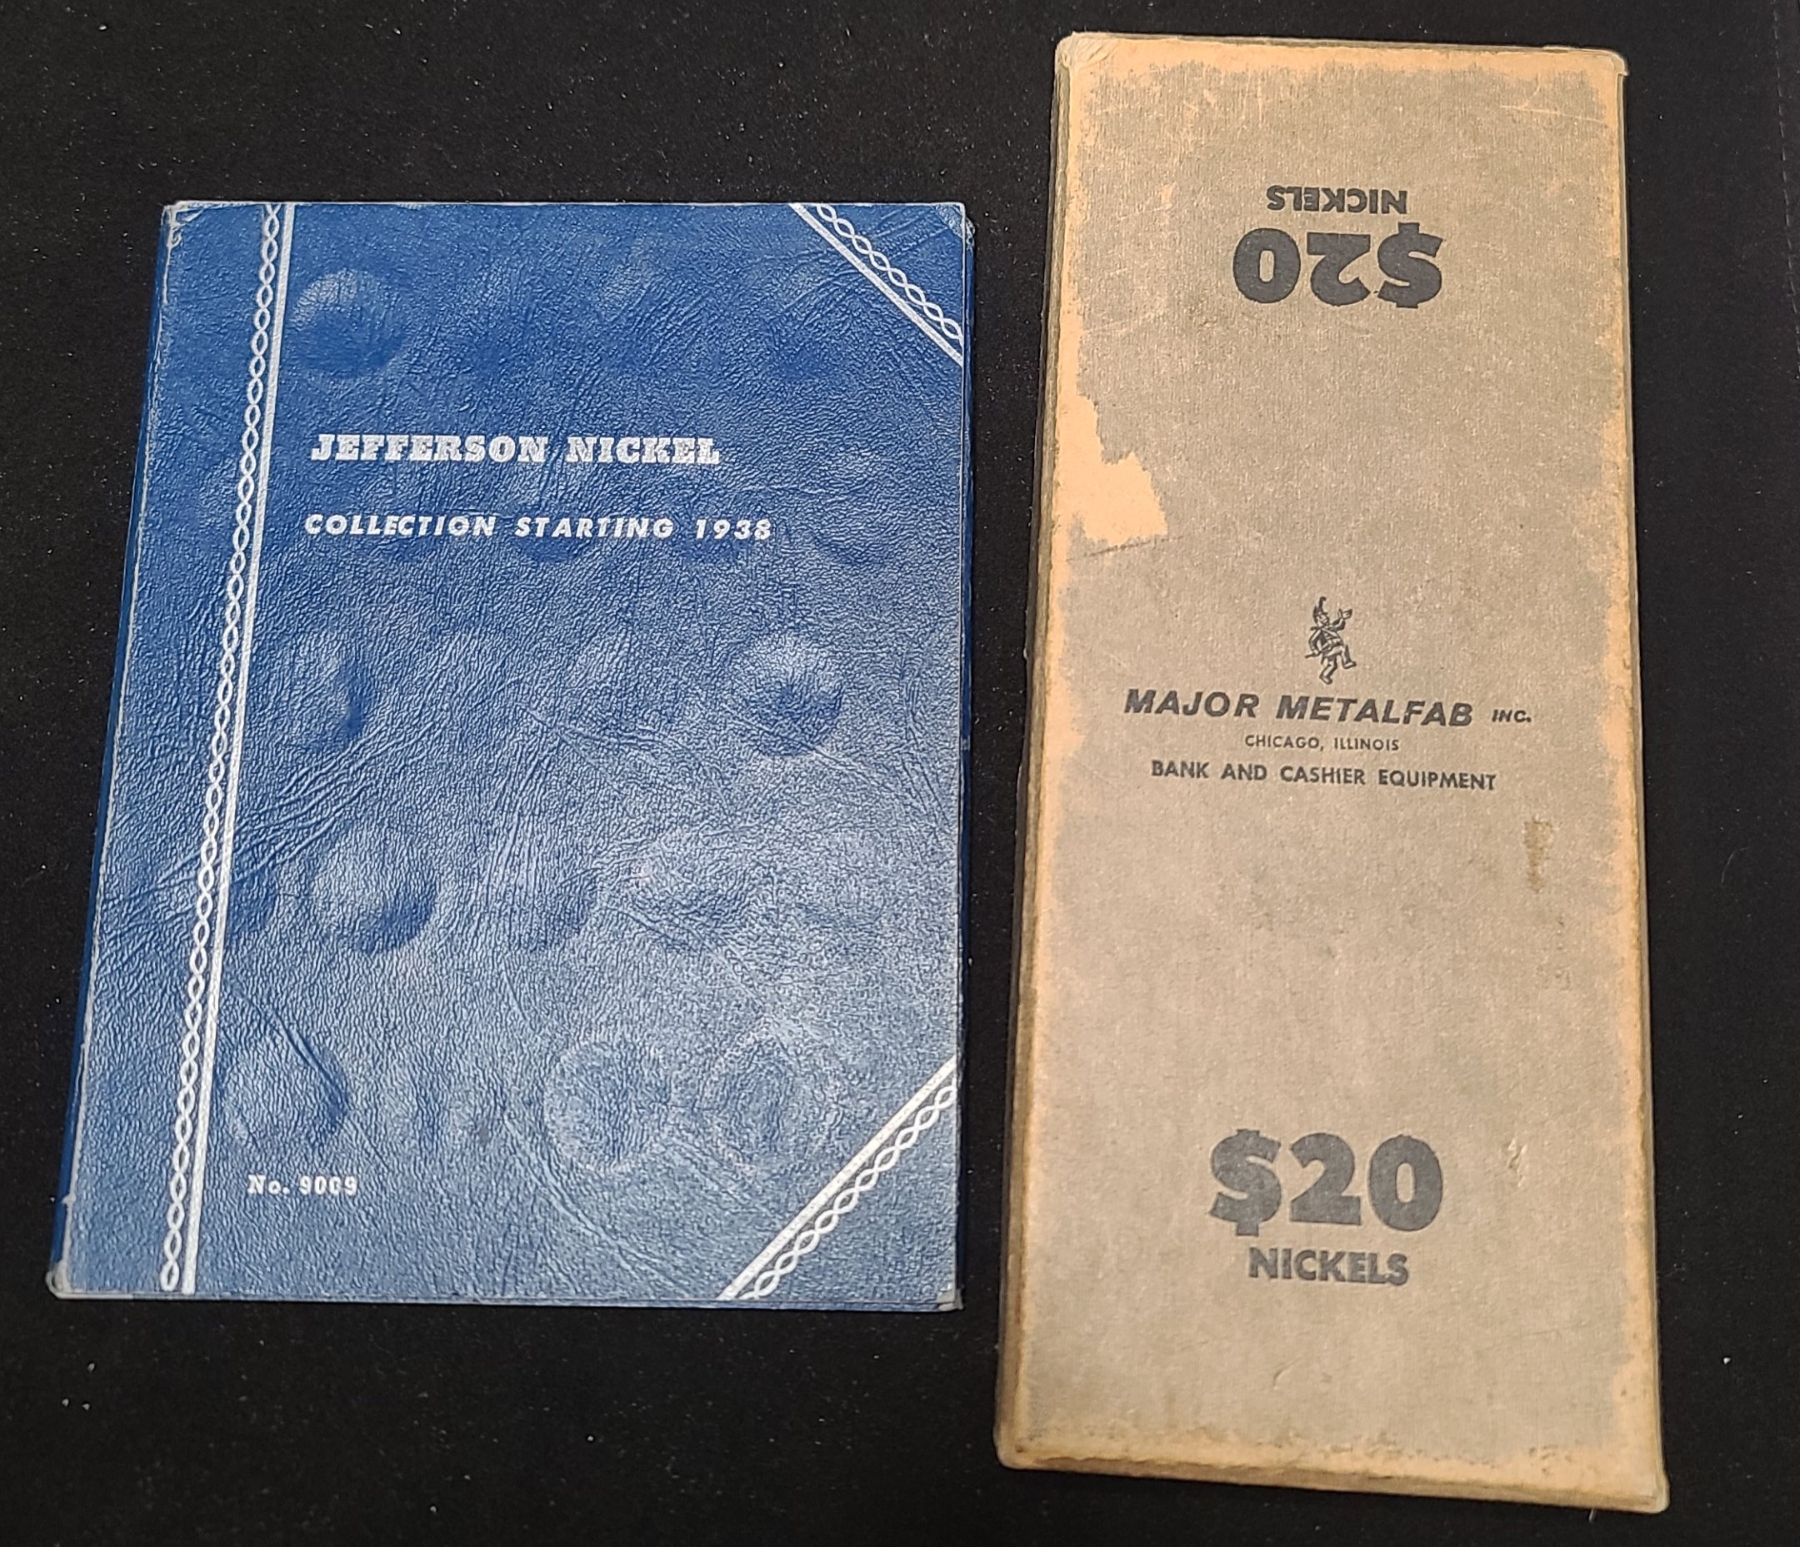 JEFFERSON NICKEL
COLLECTION STARTING 1938
No. 9009
$20
NICKELS
MAJOR METALFAB INC.
CHICAGO, ILLINOIS
BANK AND CASHIER EQUIPMENT
$20
NICKELS